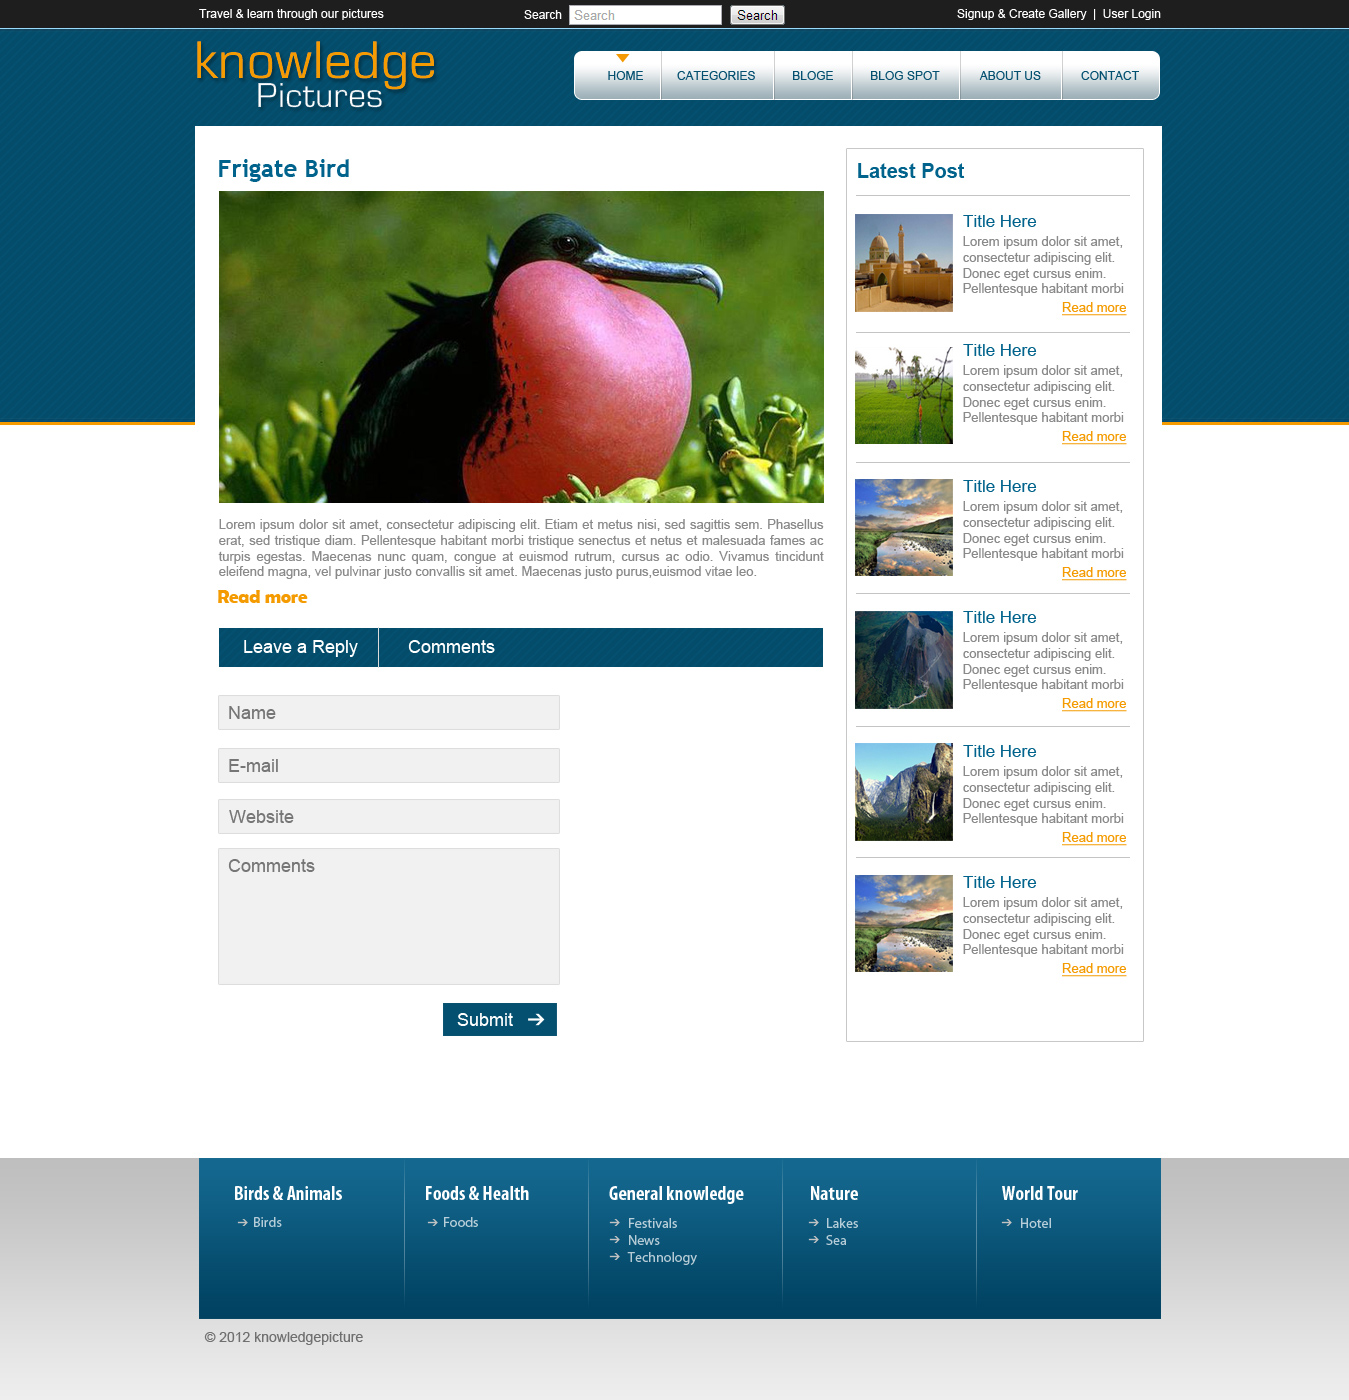 Travel & learn through our pictures
Search Search Search
Signup & Create Gallery | User Login
knowledge
Pictures
HOME CATEGORIES BLOGE BLOG SPOT ABOUT US CONTACT
Frigate Bird
Lorem ipsum dolor sit amet, consectetur adipiscing elit. Etiam et metus nisi, sed sagittis sem. Phasellus
erat, sed tristique diam. Pellentesque habitant morbi tristique senectus et netus et malesuada fames ac
turpis egestas. Maecenas nunc quam, congue at euismod rutrum, cursus ac odio. Vivamus tincidunt
eleifend magna, vel pulvinar justo convallis sit amet. Maecenas justo purus,euismod vitae leo.
Read more
Leave a Reply Comments
Name
E-mail
Website
Comments
Submit
Latest Post
Title Here
Lorem ipsum dolor sit amet,
consectetur adipiscing elit.
Donec eget cursus enim.
Pellentesque habitant morbi
Read more
Title Here
Lorem ipsum dolor sit amet,
consectetur adipiscing elit.
Donec eget cursus enim.
Pellentesque habitant morbi
Read more
Title Here
Lorem ipsum dolor sit amet,
consectetur adipiscing elit.
Donec eget cursus enim.
Pellentesque habitant morbi
Read more
Title Here
Lorem ipsum dolor sit amet,
consectetur adipiscing elit.
Donec eget cursus enim.
Pellentesque habitant morbi
Read more
Title Here
Lorem ipsum dolor sit amet,
consectetur adipiscing elit.
Donec eget cursus enim.
Pellentesque habitant morbi
Read more
Title Here
Lorem ipsum dolor sit amet,
consectetur adipiscing elit.
Donec eget cursus enim.
Pellentesque habitant morbi
Read more
Birds & Animals
Birds
Foods & Health
Foods
General knowledge
Festivals
News
Technology
Nature
Lakes
Sea
World Tour
Hotel
© 2012 knowledgepicture